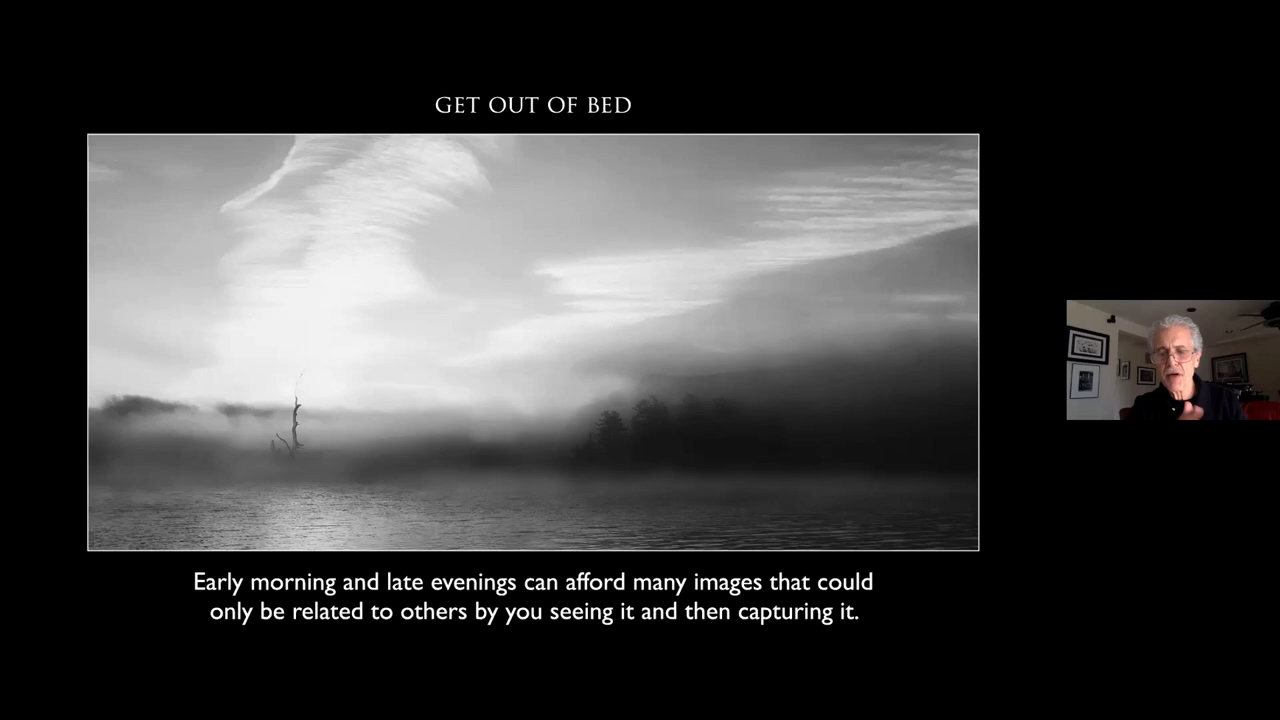 GET OUT OF BED
Early morning and late evenings can afford many images that could
only be related to others by you seeing it and then capturing it.